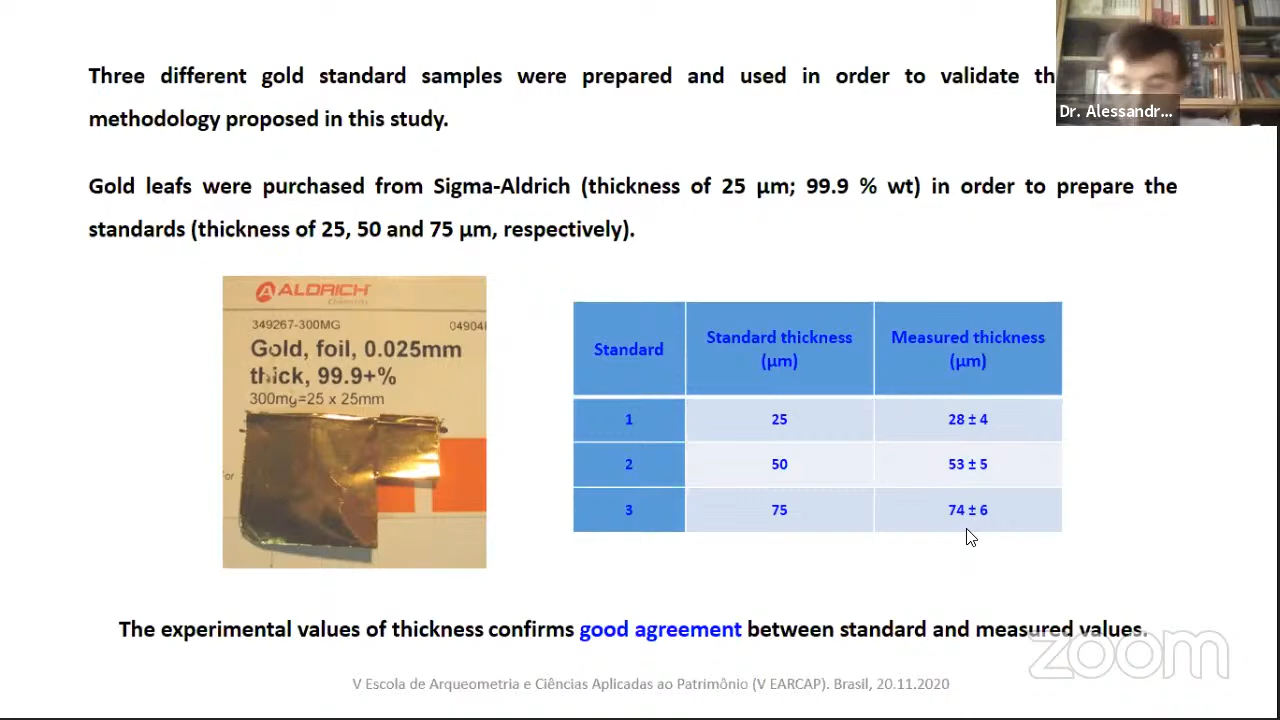 Three different gold standard samples were prepared and used in order to validate
methodology proposed in this study.
Dr. Alessandr...
Gold leafs were purchased from Sigma-Aldrich (thickness of 25 µm; 99.9 % wt) in order to prepare the
standards (thickness of 25, 50 and 75 µm, respectively).
ALDRICH
Chemistry
349267-300MG
Gold, foil, 0.025mm
thick, 99.9+%
300mg=25 x 25mm
Standard
Standard thickness
(µm)
Measured thickness
(µm)
1 25 28 ± 4
2 50 53 ± 5
3 75 74 ± 6
The experimental values of thickness confirms good agreement between standard and measured values.
zoom
V Escola de Arqueometria e Ciências Aplicadas ao Patrimônio (V EARCAP). Brasil, 20.11.2020